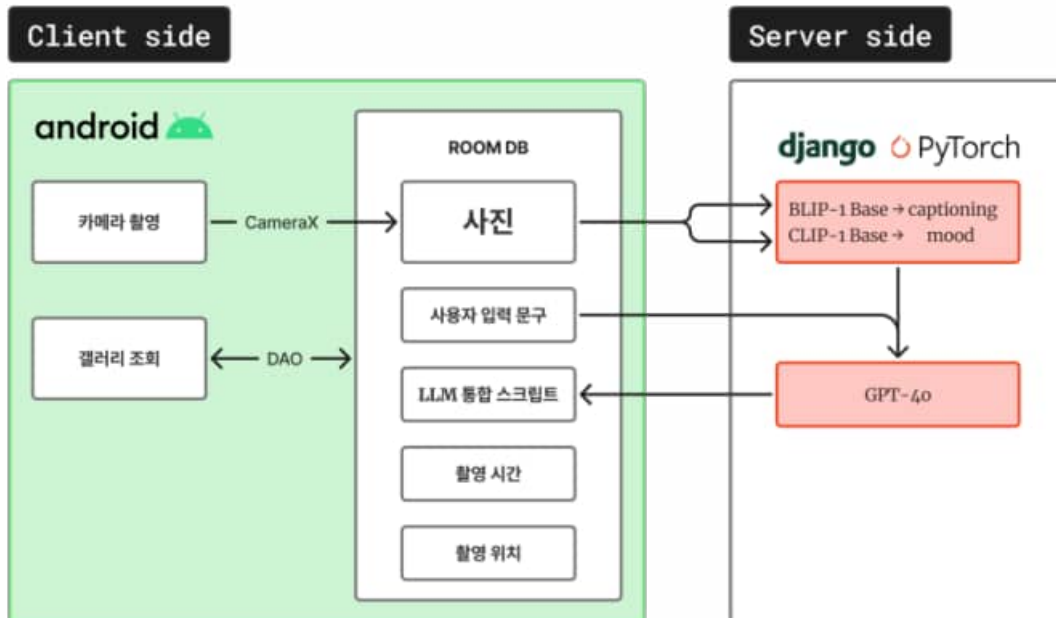 Client side
Server side
android
ROOM DB
django PyTorch
카메라 촬영
CameraX
사진
BLIP-1 Base → captioning
CLIP-1 Base → mood
사용자 입력 문구
갤러리 조회
DAO
LLM 통합 스크립트
GPT-4o
촬영 시간
촬영 위치